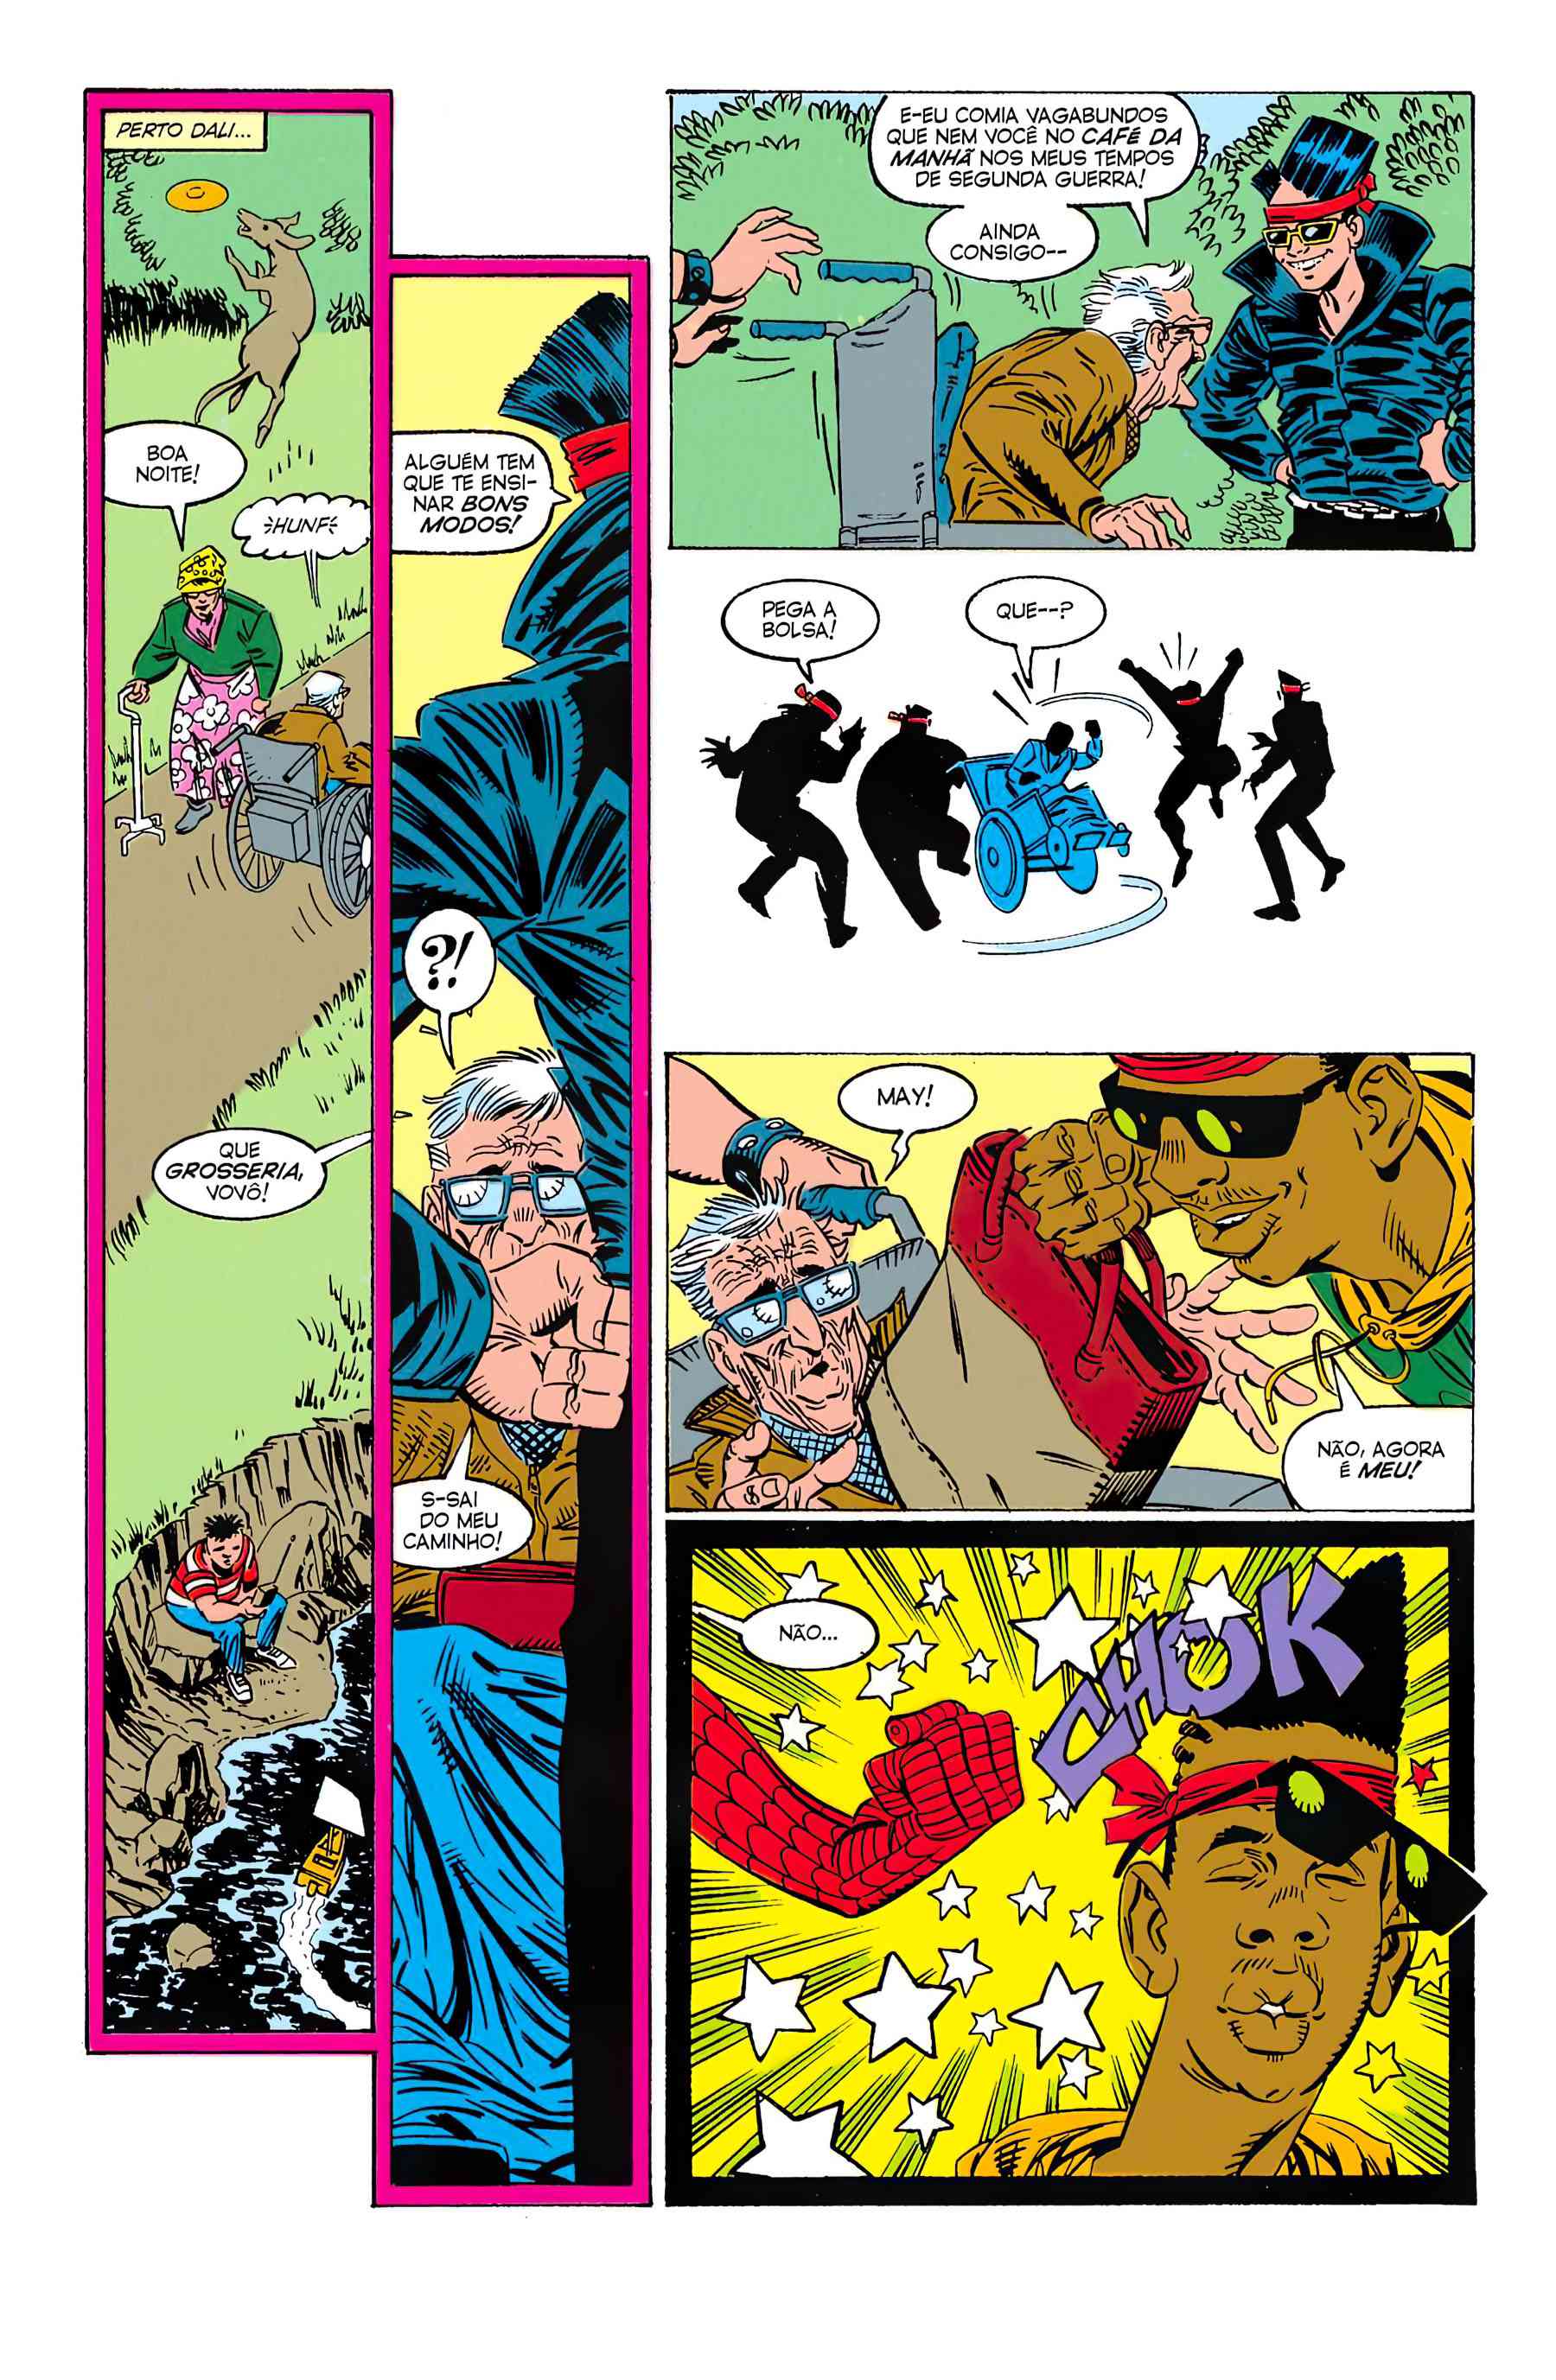 PERTO DALI...
BOA
NOITE!
HUNF
QUE
GROSSERIA,
VOVÔ!
ALGUÉM TEM
QUE TE ENSI-
NAR BONS
MODOS!
?!
S-SAI
DO MEU
CAMINHO!
E-EU COMIA VAGABUNDOS
QUE NEM VOCÊ NO CAFÉ DA
MANHÃ NOS MEUS TEMPOS
DE SEGUNDA GUERRA!
AINDA
CONSIGO--
PEGA A
BOLSA!
QUE--?
MAY!
NÃO, AGORA
É MEU!
NÃO...
CHOK